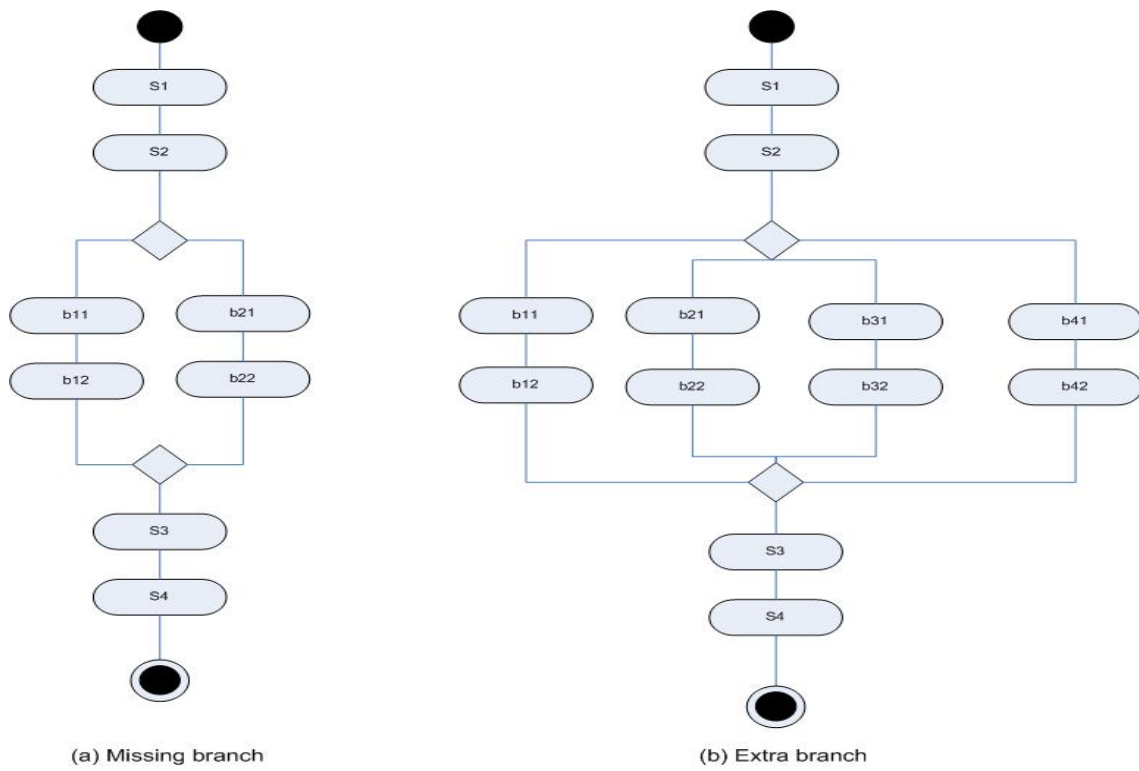 S1
S2
b11
b21
b12
b22
S3
S4
(a) Missing branch
S1
S2
b11
b21
b31
b41
b12
b22
b32
b42
S3
S4
(b) Extra branch